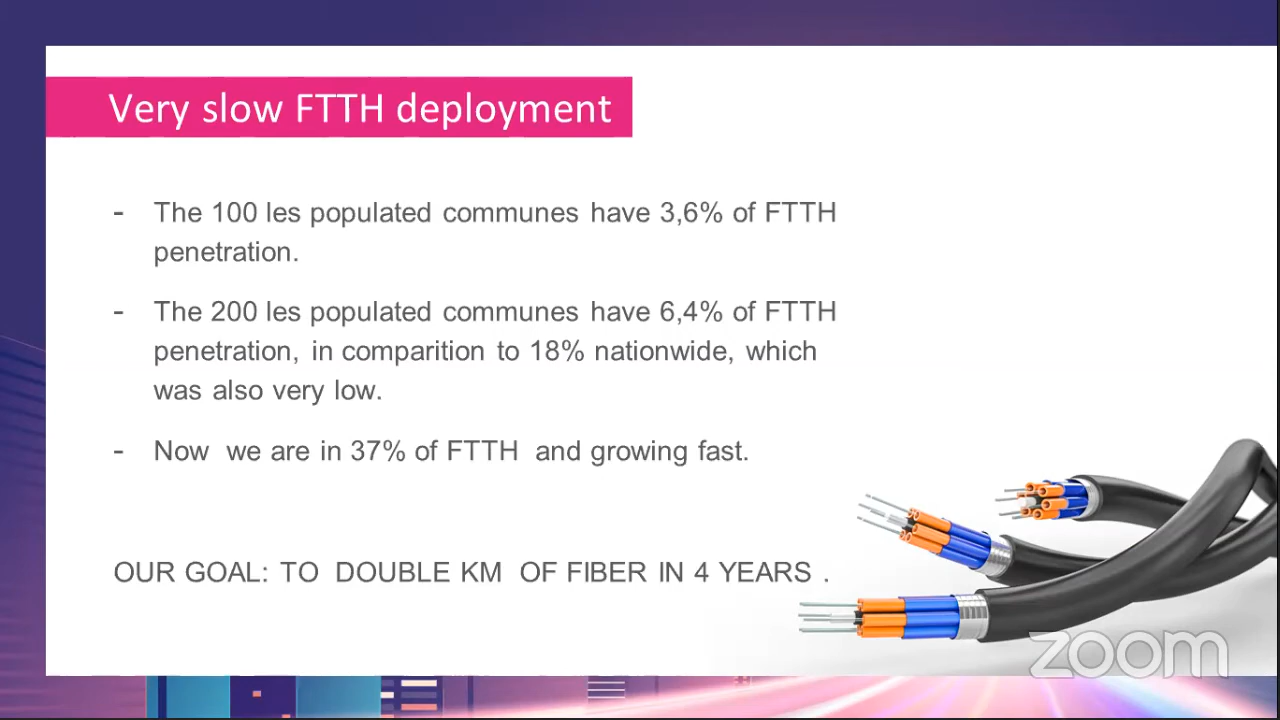 Very slow FTTH deployment
- The 100 les populated communes have 3,6% of FTTH
penetration.
- The 200 les populated communes have 6,4% of FTTH
penetration, in comparition to 18% nationwide, which
was also very low.
- Now we are in 37% of FTTH and growing fast.
OUR GOAL: TO DOUBLE KM OF FIBER IN 4 YEARS .
zoom